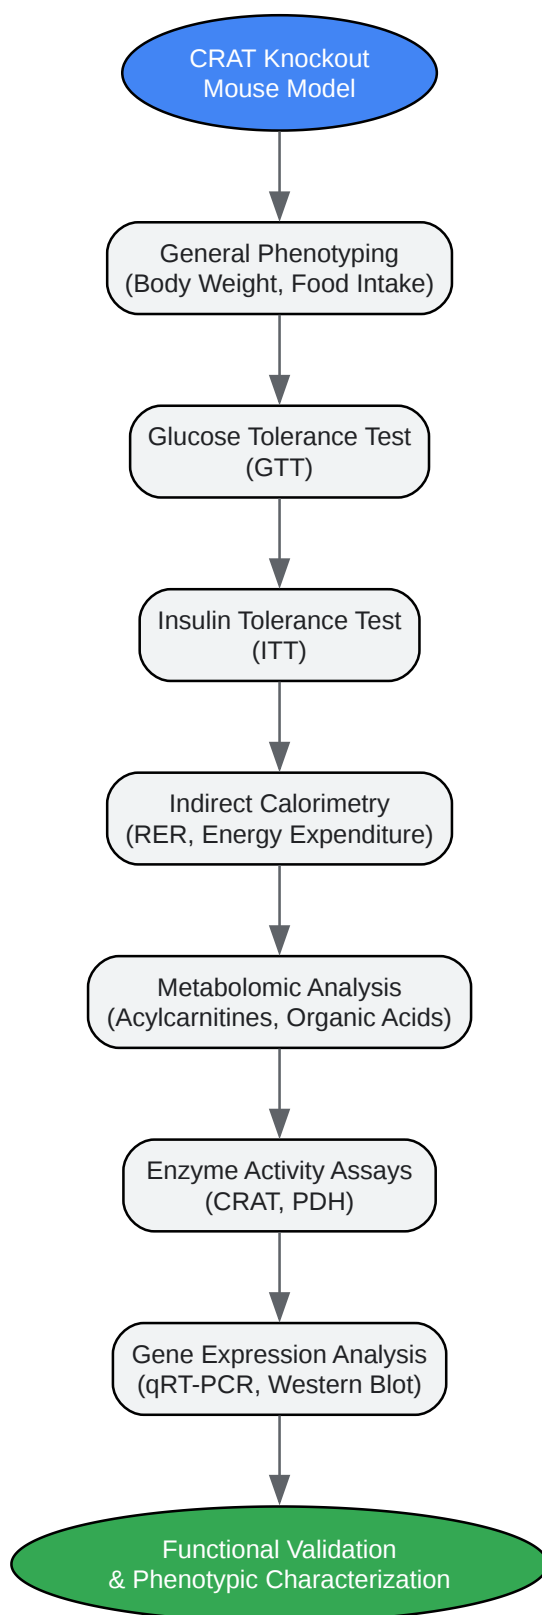 CRAT Knockout
Mouse Model
General Phenotyping
(Body Weight, Food Intake)
Glucose Tolerance Test
(GTT)
Insulin Tolerance Test
(ITT)
Indirect Calorimetry
(RER, Energy Expenditure)
Metabolomic Analysis
(Acylcarnitines, Organic Acids)
Enzyme Activity Assays
(CRAT, PDH)
Gene Expression Analysis
(qRT-PCR, Western Blot)
Functional Validation
& Phenotypic Characterization